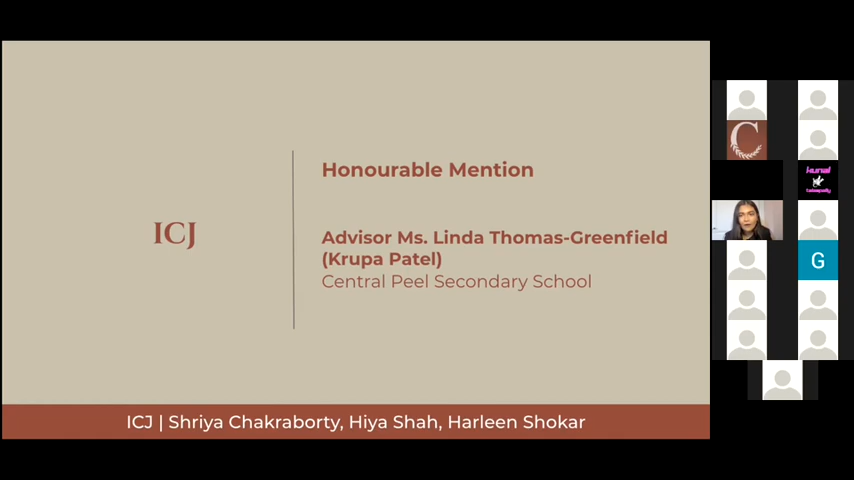 Honourable Mention
ICJ
Advisor Ms. Linda Thomas-Greenfield
(Krupa Patel)
Central Peel Secondary School
ICJ | Shriya Chakraborty, Hiya Shah, Harleen Shokar
C
kunal
G